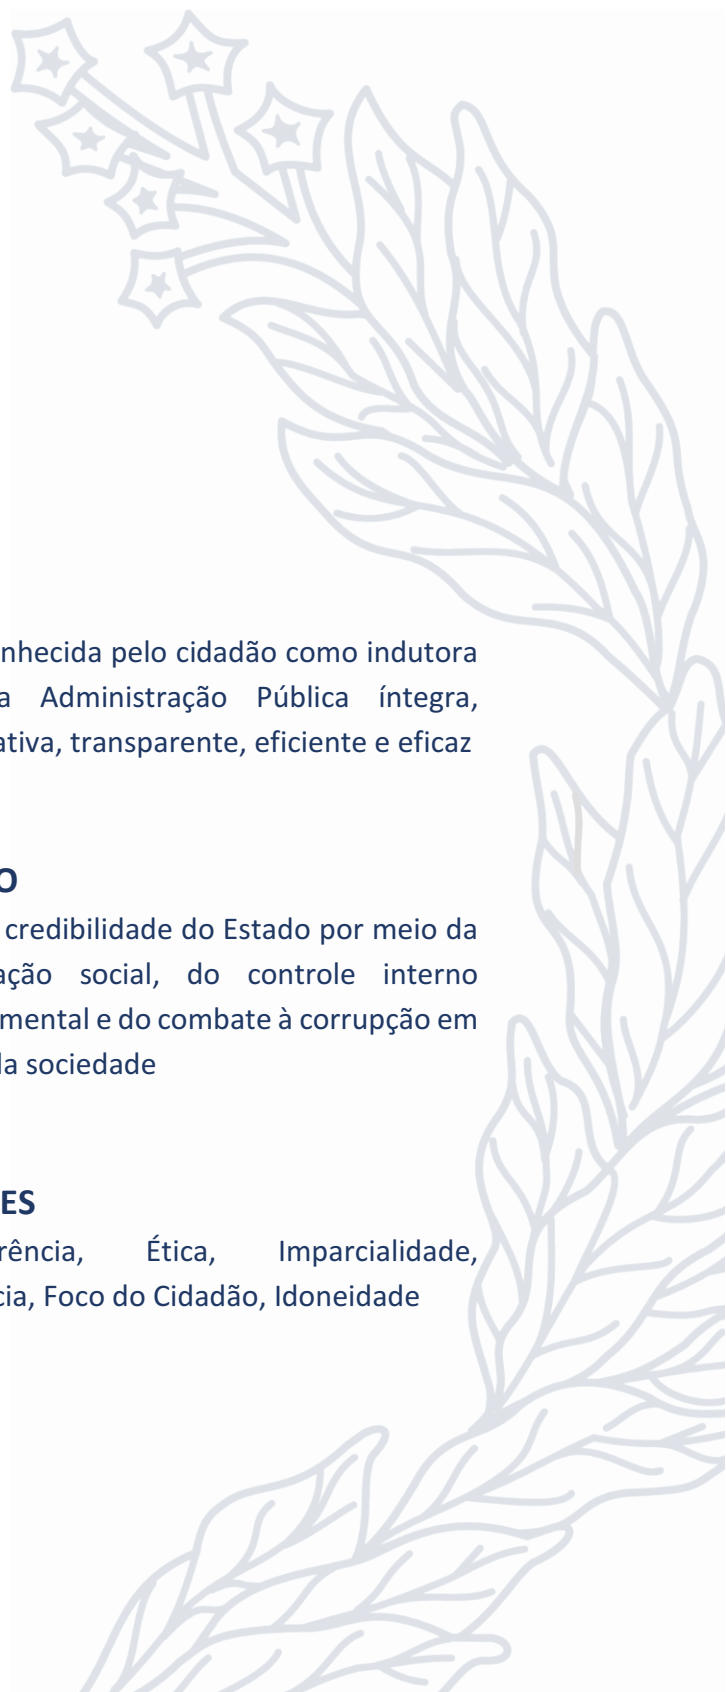 nhecida pelo cidadão como indutora
a Administração Pública íntegra,
ativa, transparente, eficiente e eficaz
O
credibilidade do Estado por meio da
ação social, do controle interno
mental e do combate à corrupção em
da sociedade
ES
rência, Ética, Imparcialidade,
cia, Foco do Cidadão, Idoneidade